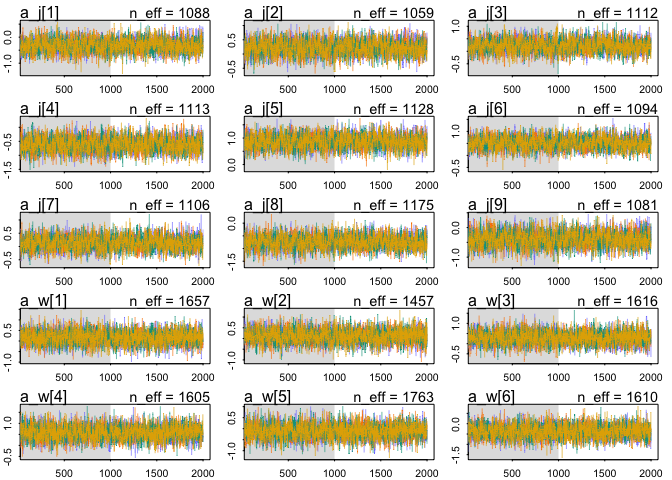 a_j[1] n_eff = 1088 a_j[2] n_eff = 1059 a_j[3] n_eff = 1112
-1.0 0.0 -0.5 0.5 -0.5 1.0
500 1000 1500 2000 500 1000 1500 2000 500 1000 1500 2000
a_j[4] n_eff = 1113 a_j[5] n_eff = 1128 a_j[6] n_eff = 1094
-1.5 -0.5 0.0 1.0 -0.5 1.0
500 1000 1500 2000 500 1000 1500 2000 500 1000 1500 2000
a_j[7] n_eff = 1106 a_j[8] n_eff = 1175 a_j[9] n_eff = 1081
-0.5 0.5 -1.5 0.0 -1.0 0.0
500 1000 1500 2000 500 1000 1500 2000 500 1000 1500 2000
a_w[1] n_eff = 1657 a_w[2] n_eff = 1457 a_w[3] n_eff = 1616
-1.0 0.5 -1.0 0.5 -0.5 1.0
500 1000 1500 2000 500 1000 1500 2000 500 1000 1500 2000
a_w[4] n_eff = 1605 a_w[5] n_eff = 1763 a_w[6] n_eff = 1610
-0.5 1.0 -1.0 0.5 -1.5 0.0
500 1000 1500 2000 500 1000 1500 2000 500 1000 1500 2000